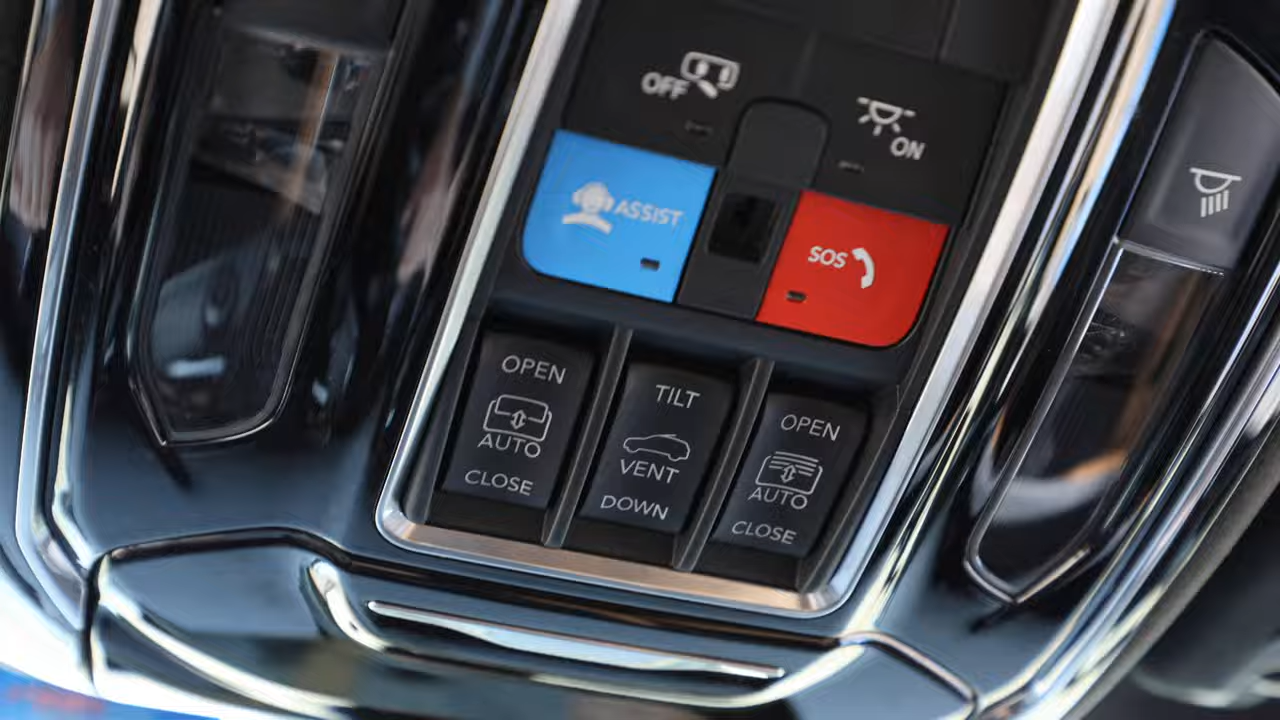 OFF
ON
ASSIST
SOS
OPEN
AUTO
CLOSE
TILT
VENT
DOWN
OPEN
AUTO
CLOSE